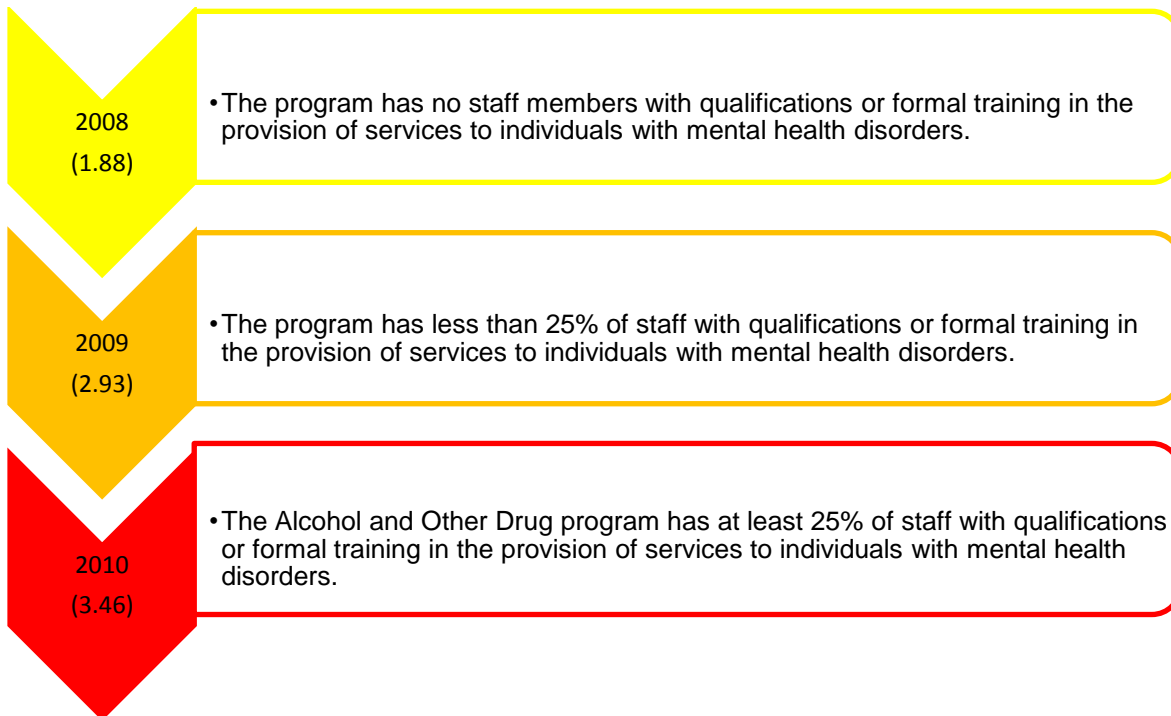 2008
(1.88)
•The program has no staff members with qualifications or formal training in the
provision of services to individuals with mental health disorders.
2009
(2.93)
•The program has less than 25% of staff with qualifications or formal training in
the provision of services to individuals with mental health disorders.
2010
(3.46)
•The Alcohol and Other Drug program has at least 25% of staff with qualifications
or formal training in the provision of services to individuals with mental health
disorders.